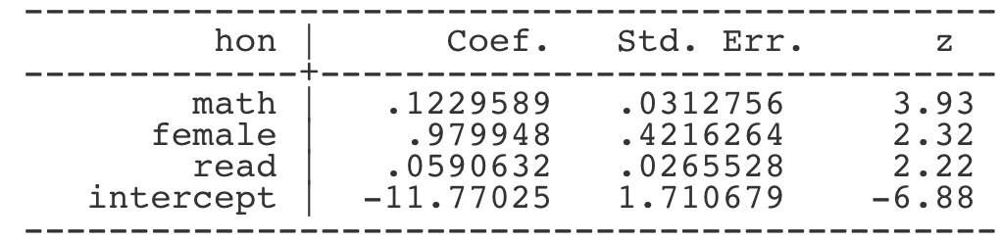 hon | Coef. Std. Err. z
math | .1229589 .0312756 3.93
female | .979948 .4216264 2.32
read | .0590632 .0265528 2.22
intercept | -11.77025 1.710679 -6.88